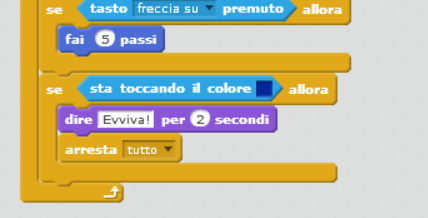 se tasto freccia su premuto allora
fai 5 passi
se sta toccando il colore allora
dire Evviva! per 2 secondi
arresta tutto